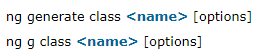 ng generate class <name> [options]
ng g class <name> [options]